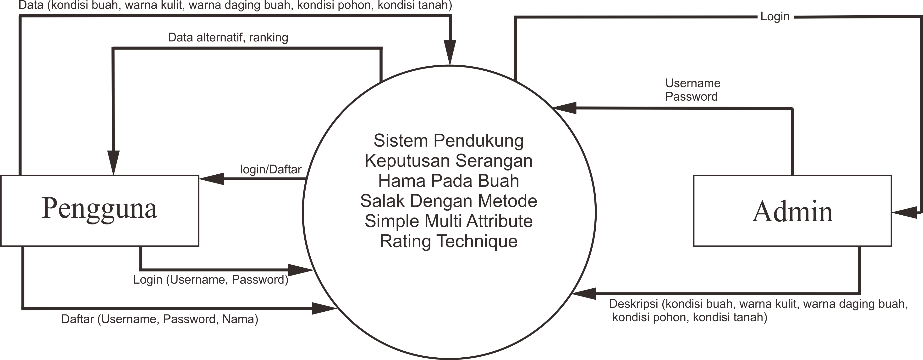 Data (kondisi buah, warna kulit, warna daging buah, kondisi pohon, kondisi tanah)
Login
Data alternatif, ranking
Username
Password
Sistem Pendukung
Keputusan Serangan
Hama Pada Buah
Salak Dengan Metode
Simple Multi Attribute
Rating Technique
login/Daftar
Pengguna
Admin
Login (Username, Password)
Daftar (Username, Password, Nama)
Deskripsi (kondisi buah, warna kulit, warna daging buah,
kondisi pohon, kondisi tanah)